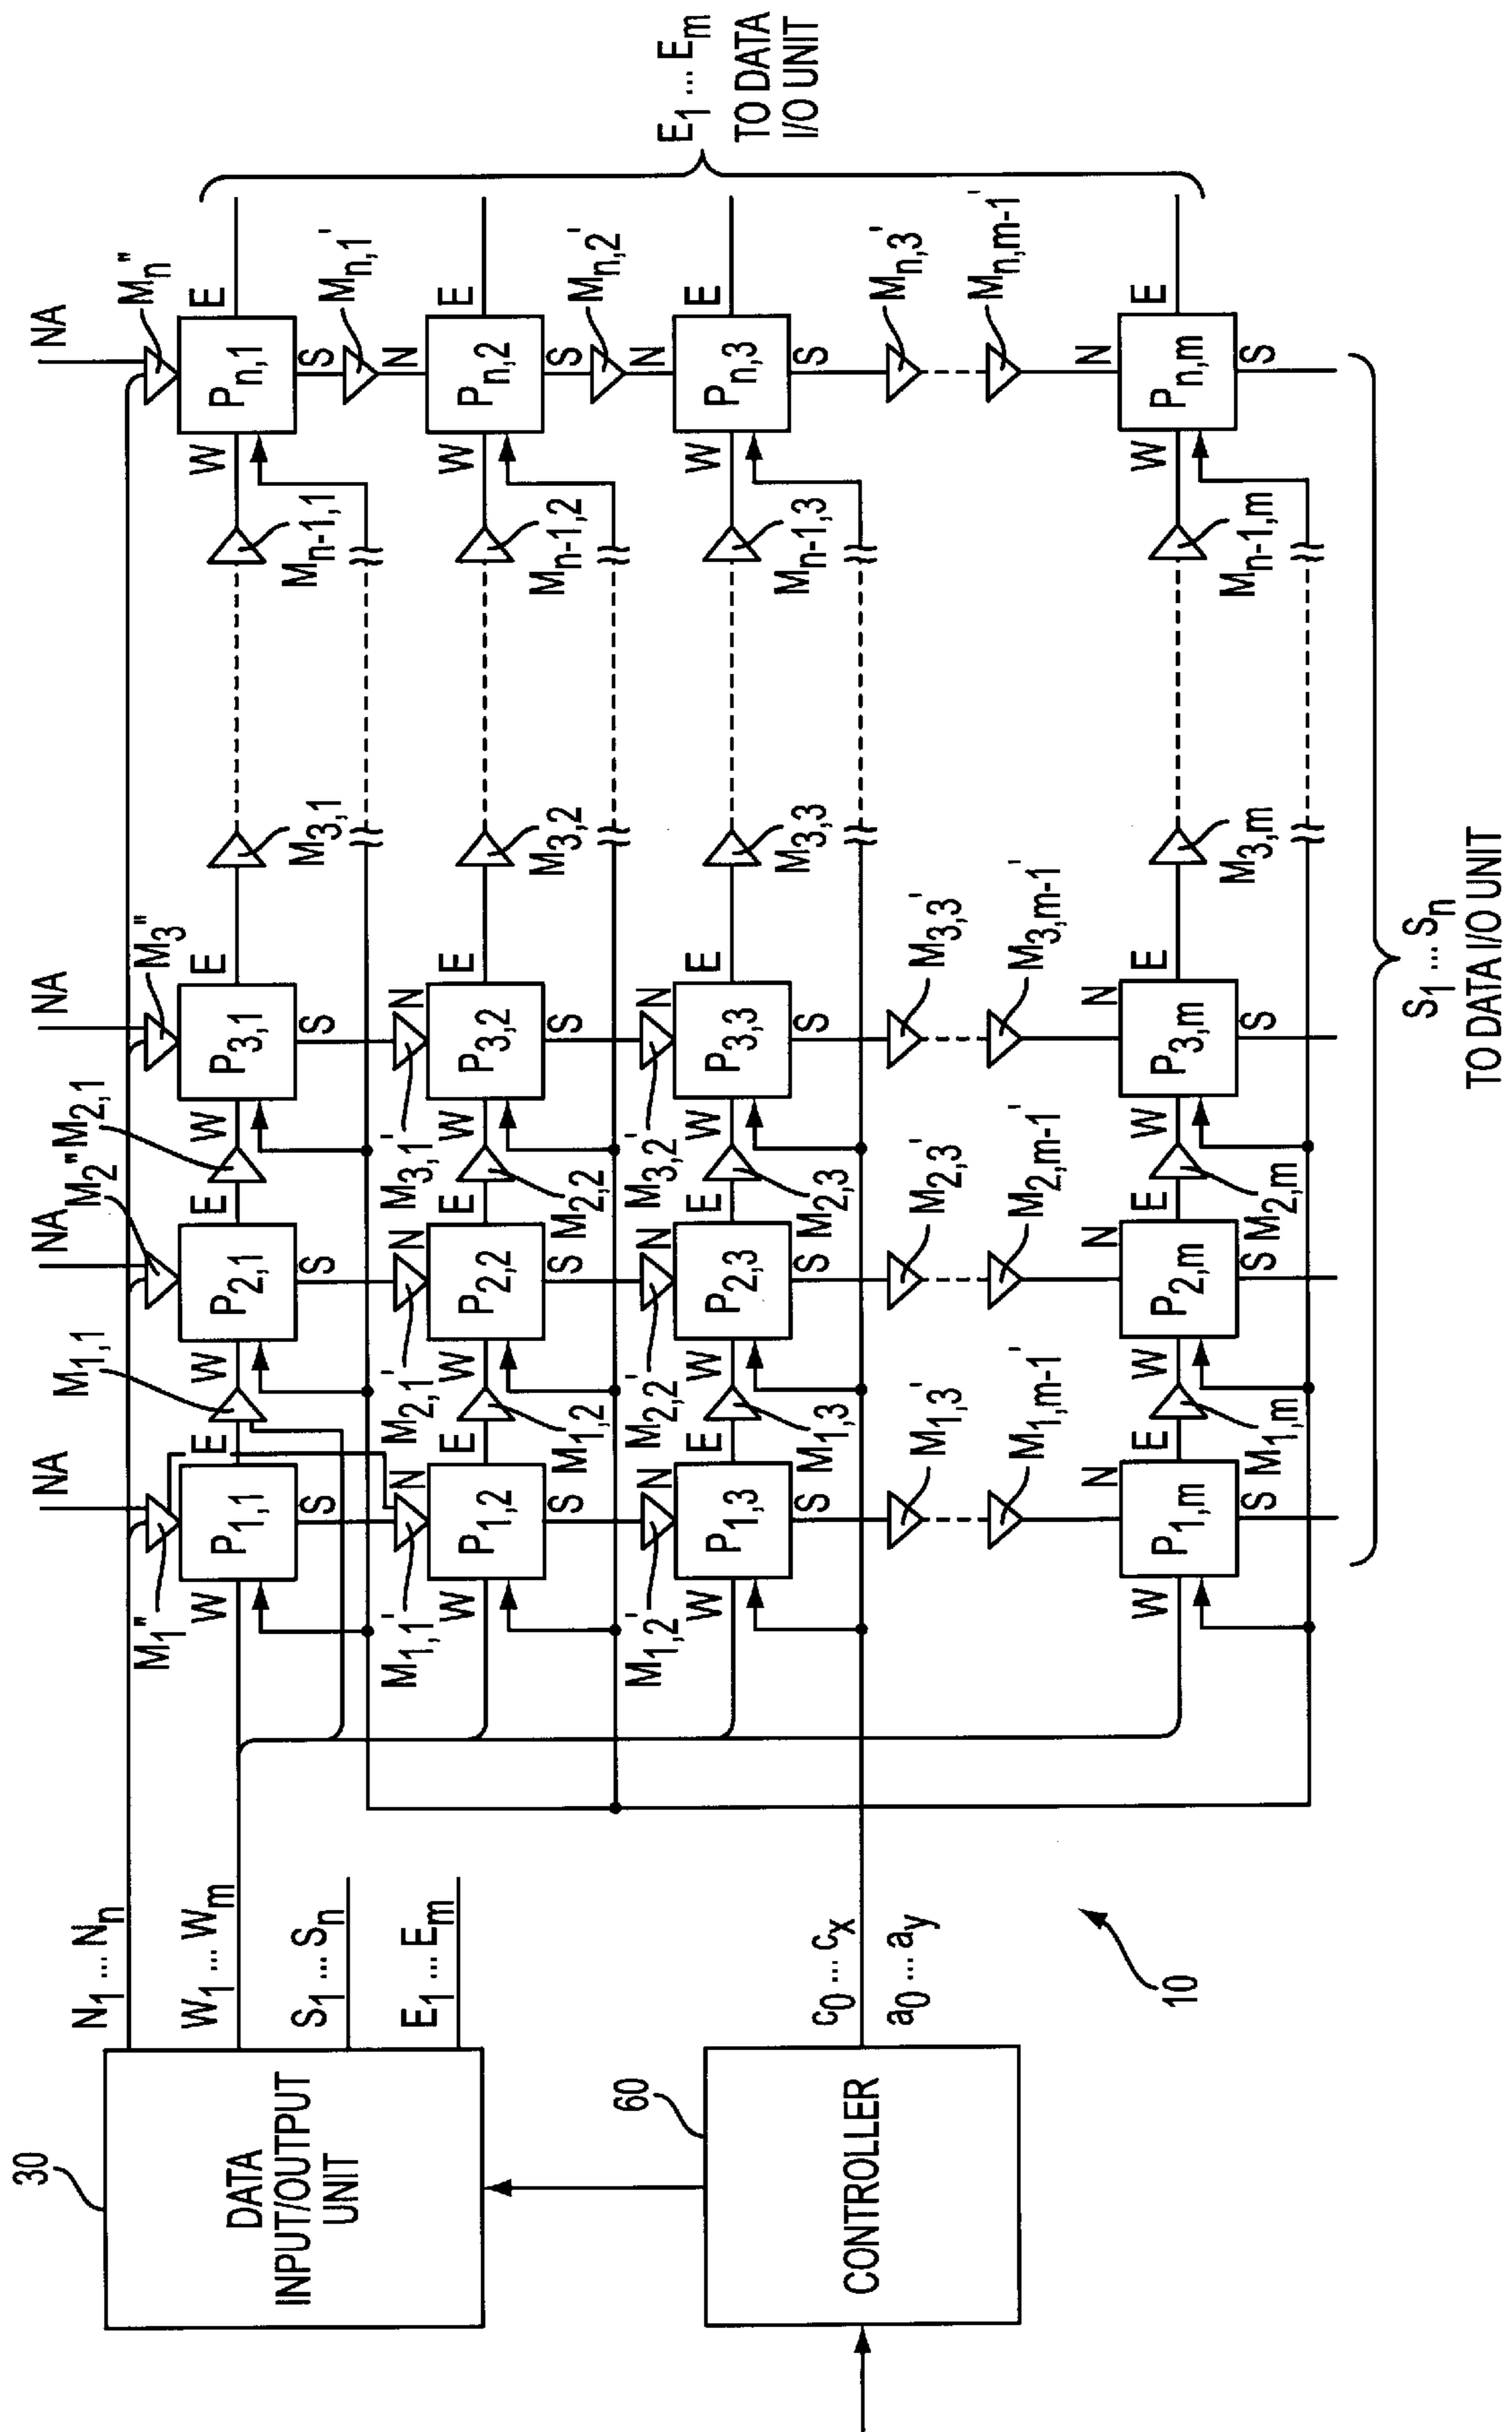 30
DATA
INPUT/OUTPUT
UNIT
60
CONTROLLER
10
N1 ... Nn
W1 ... Wm
S1 ... Sn
E1 ... Em
c0 ... cx
a0 ... ay
NA
NA
NA
NA
M1"
M1,1
M2"
M2,1
M3"
Mn"
W
P1,1
E
W
P2,1
E
W
P3,1
E
M3,1
Mn-1,1
W
Pn,1
E
S
S
S
S
M1,1'
N
M2,1'
N
M3,1'
N
Mn,1'
N
W
P1,2
E
M1,2
W
P2,2
E
M2,2
W
P3,2
E
M3,2
Mn-1,2
W
Pn,2
E
S
S
S
S
M1,2'
N
M2,2'
N
M3,2'
N
Mn,2'
N
W
P1,3
E
M1,3
W
P2,3
E
M2,3
W
P3,3
E
M3,3
Mn-1,3
W
Pn,3
E
S
S
S
S
M1,3'
M2,3'
M3,3'
Mn,3'
M1,m-1'
M2,m-1'
M3,m-1'
Mn,m-1'
N
N
N
N
W
P1,m
E
M1,m
W
P2,m
E
M2,m
W
P3,m
E
M3,m
Mn-1,m
W
Pn,m
E
S
S
S
S
E1 ... Em
TO DATA
I/O UNIT
S1 ... Sn
TO DATA I/O UNIT